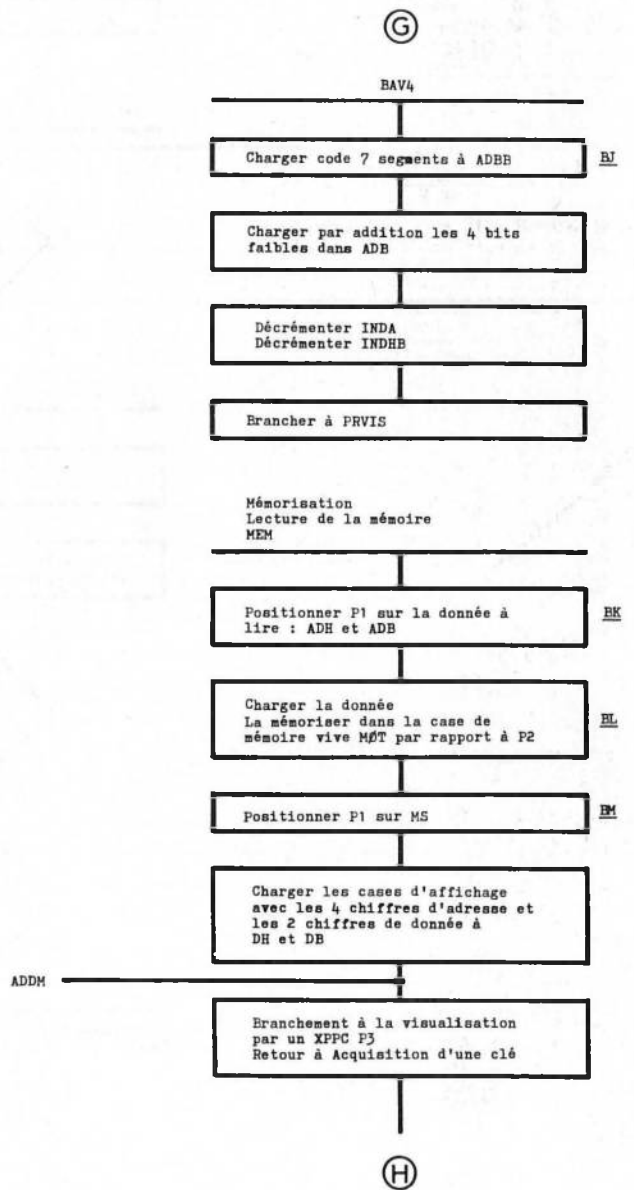 G
BAV4
Charger code 7 segments à ADBB
BJ
Charger par addition les 4 bits
faibles dans ADB
Décrémenter INDA
Décrémenter INDHB
Brancher à PRVIS
Mémorisation
Lecture de la mémoire
MEM
Positionner P1 sur la donnée à
lire : ADH et ADB
BK
Charger la donnée
La mémoriser dans la case de
mémoire vive MØT par rapport à P2
BL
Positionner P1 sur MS
BM
Charger les cases d'affichage
avec les 4 chiffres d'adresse et
les 2 chiffres de donnée à
DH et DB
ADDM
Branchement à la visualisation
par un XPPC P3
Retour à Acquisition d'une clé
H